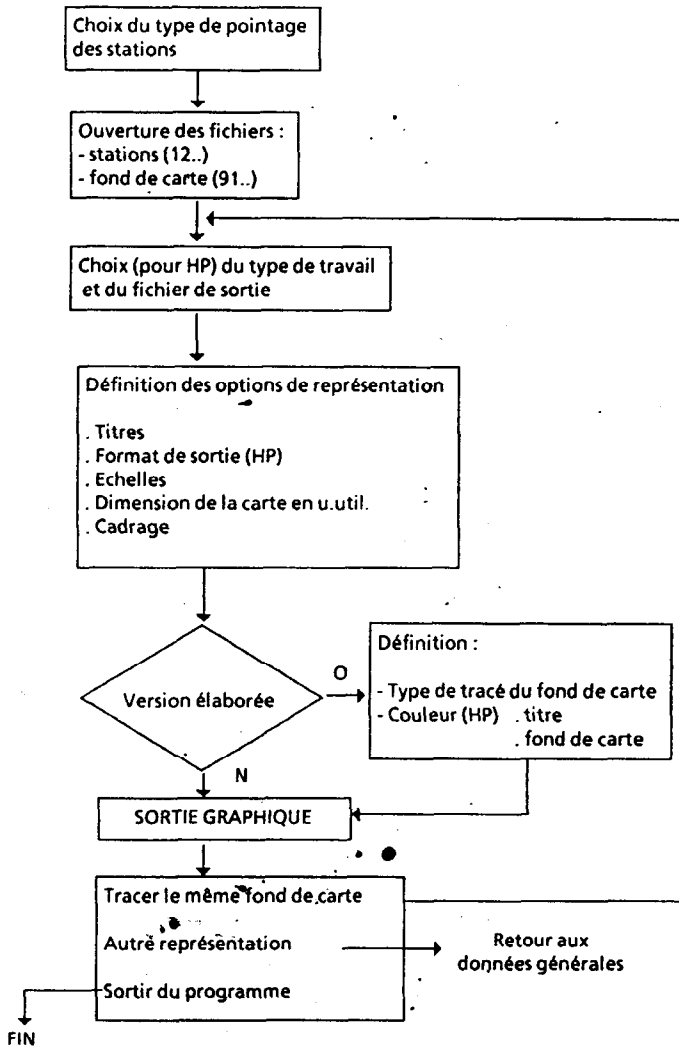 Choix du type de pointage
des stations
Ouverture des fichiers :
- stations (12..)
- fond de carte (91..)
Choix (pour HP) du type de travail
et du fichier de sortie
Définition des options de représentation
. Titres
. Format de sortie (HP)
. Echelles
. Dimension de la carte en u.util.
. Cadrage
Version élaborée
O
Définition :
- Type de tracé du fond de carte
- Couleur (HP) . titre
. fond de carte
N
SORTIE GRAPHIQUE
Tracer le même fond de carte
Autre représentation
Retour aux
données générales
Sortir du programme
FIN